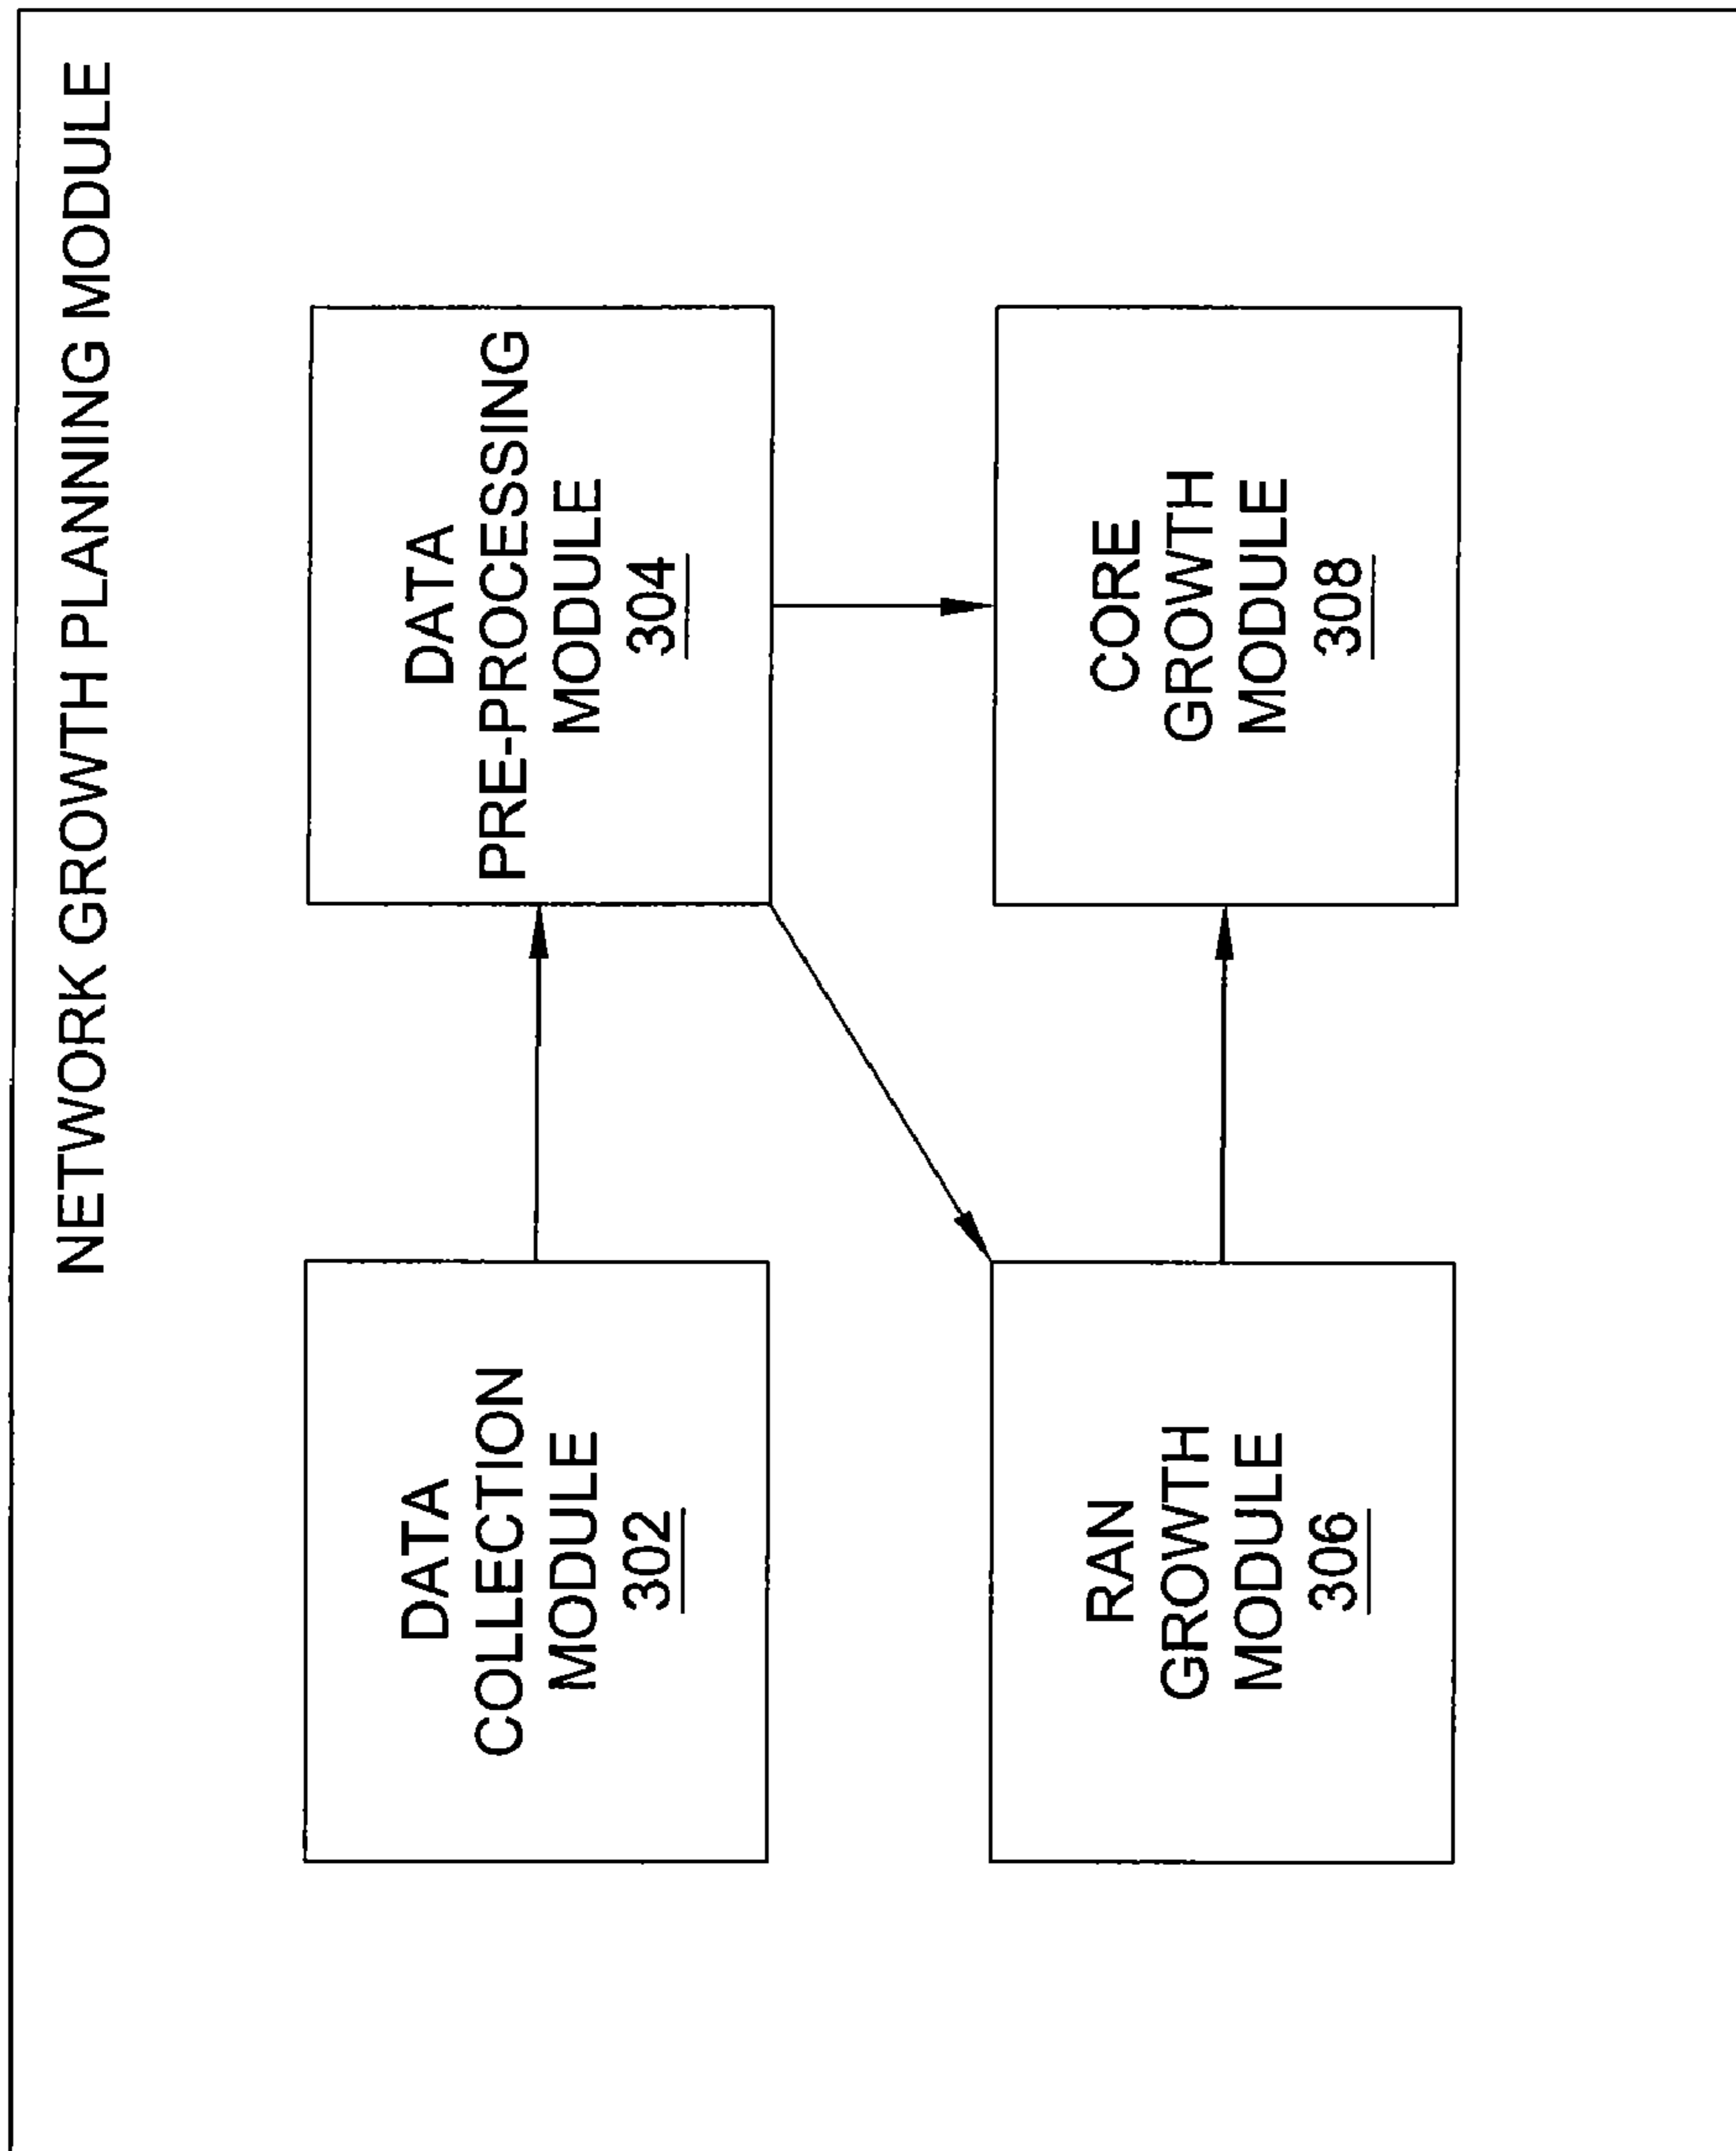 NETWORK GROWTH PLANNING MODULE
DATA
COLLECTION
MODULE
302
DATA
PRE-PROCESSING
MODULE
304
RAN
GROWTH
MODULE
306
CORE
GROWTH
MODULE
308